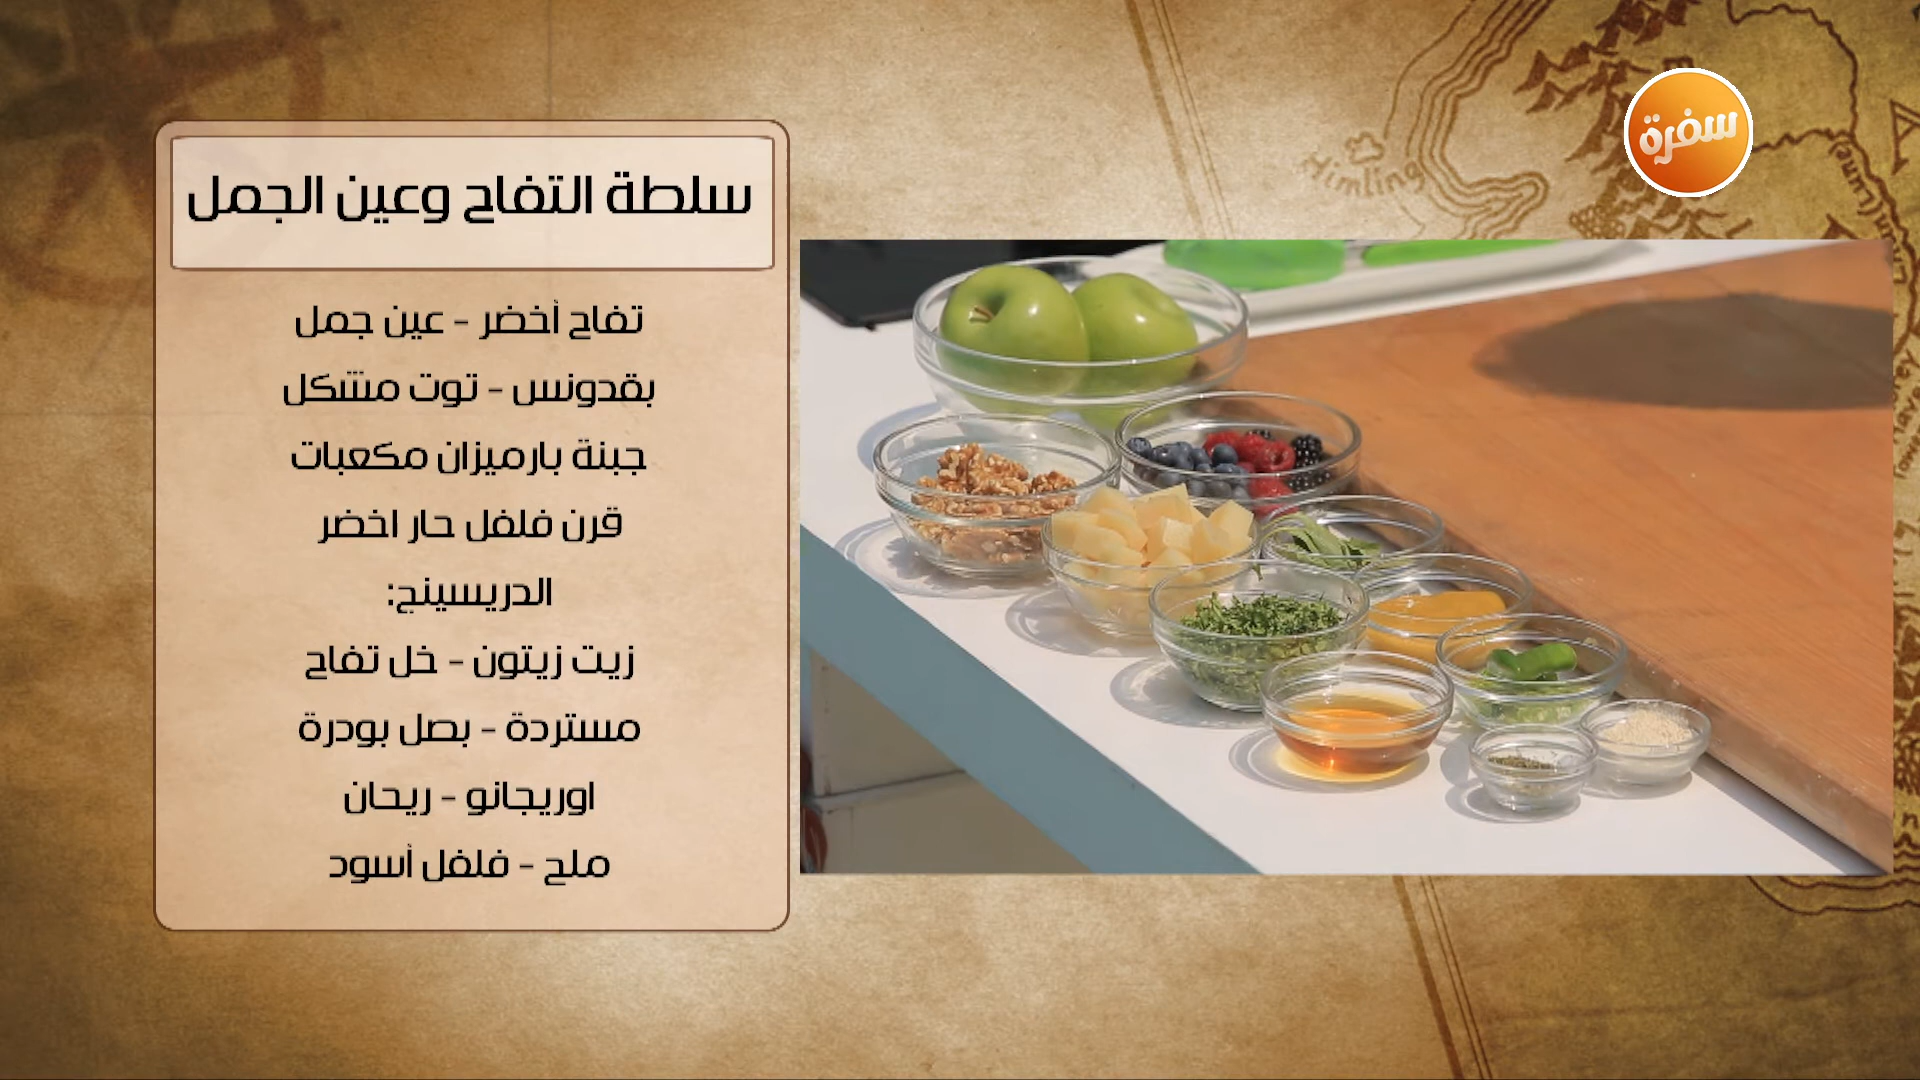 سفرة
سلطة التفاح وعين الجمل
تفاح أخضر - عين جمل
بقدونس - توت مشكل
جبنة بارميزان مكعبات
قرن فلفل حار اخضر
الدريسينج:
زيت زيتون - خل تفاح
مستردة - بصل بودرة
اوريجانو - ريحان
ملح - فلفل أسود
Himling